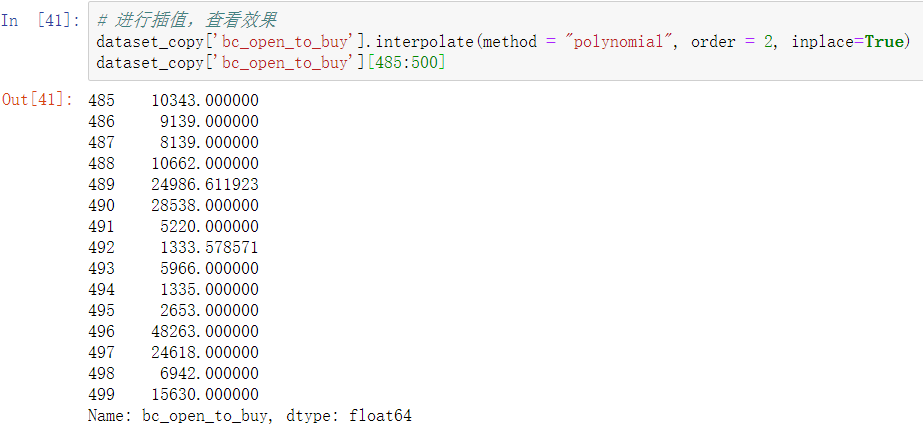 In [41]: # 进行插值，查看效果
dataset_copy['bc_open_to_buy'].interpolate(method = "polynomial", order = 2, inplace=True)
dataset_copy['bc_open_to_buy'][485:500]
Out[41]: 485 10343.000000
486 9139.000000
487 8139.000000
488 10662.000000
489 24986.611923
490 28538.000000
491 5220.000000
492 1333.578571
493 5966.000000
494 1335.000000
495 2653.000000
496 48263.000000
497 24618.000000
498 6942.000000
499 15630.000000
Name: bc_open_to_buy, dtype: float64